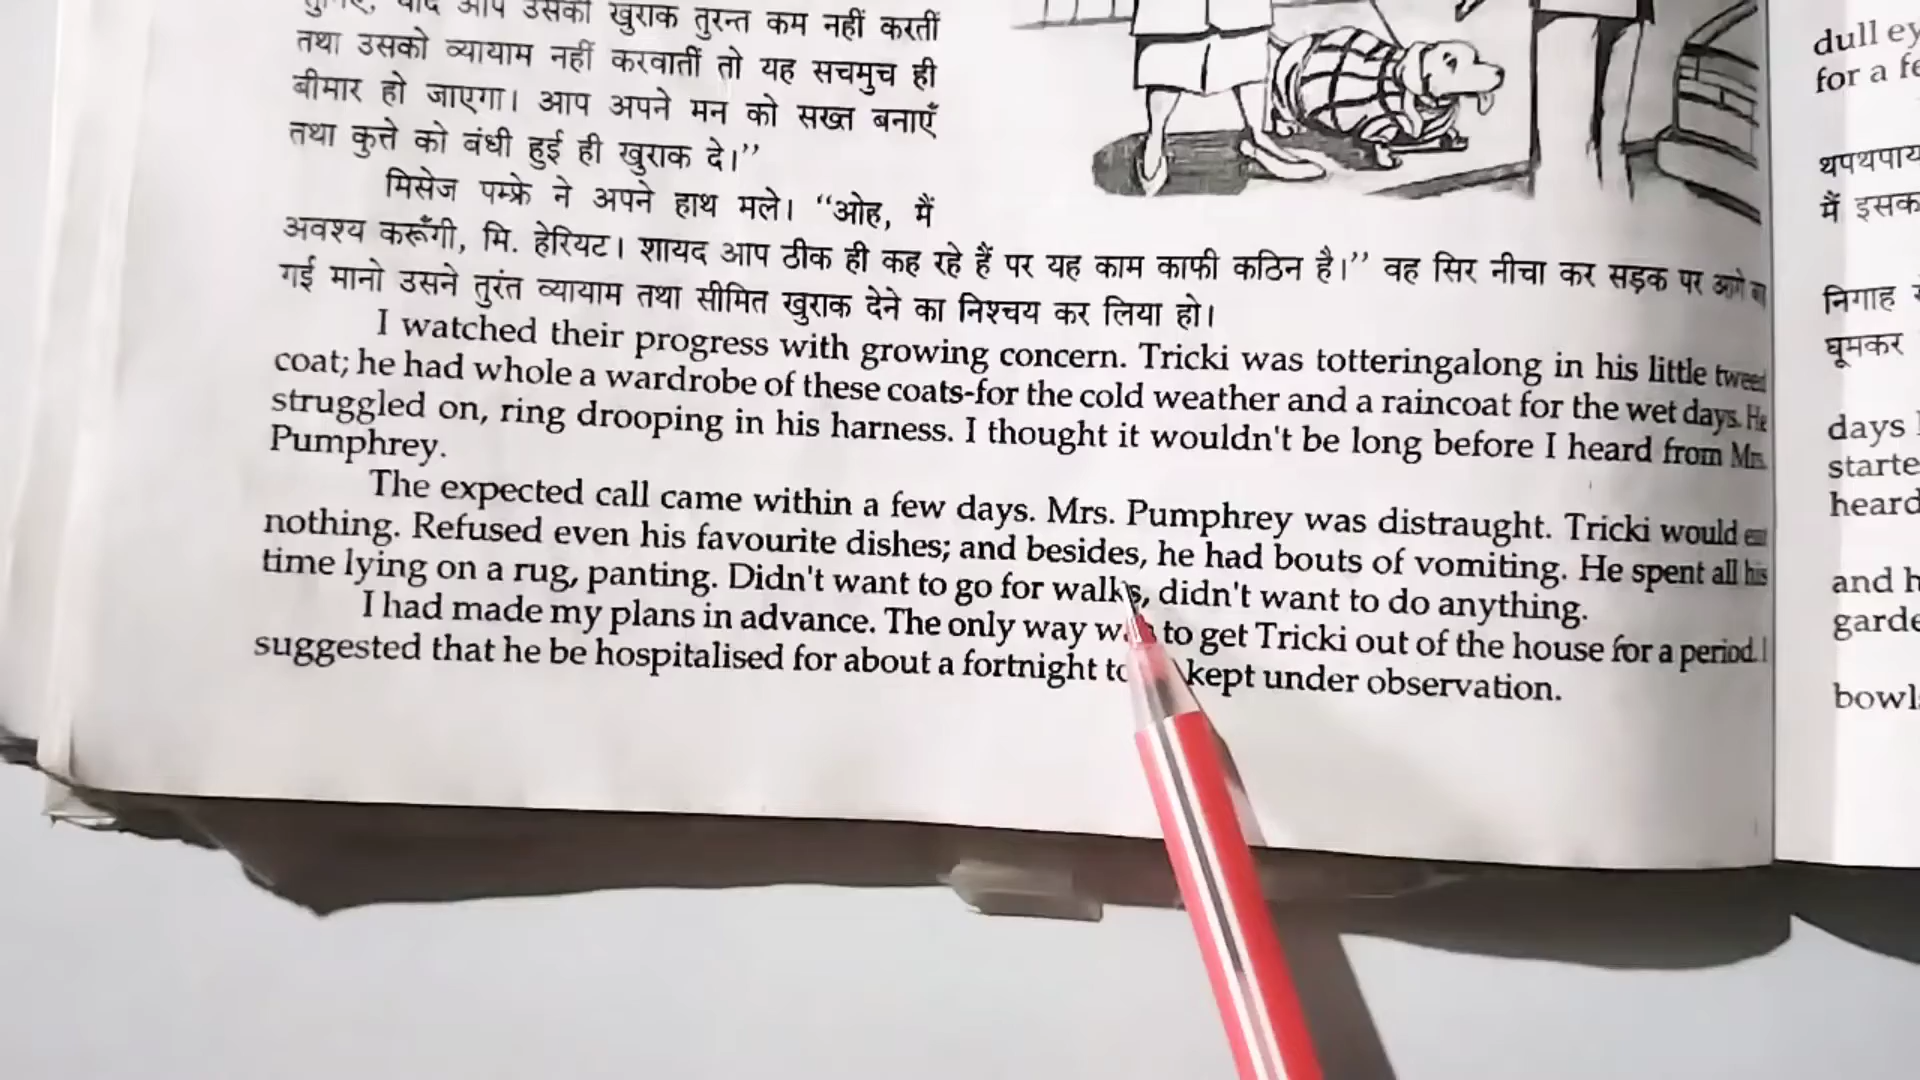 खुराक तुरन्त कम नहीं करतीं
तथा उसको व्यायाम नहीं करवातीं तो यह सचमुच ही
बीमार हो जाएगा। आप अपने मन को सख्त बनाएँ
तथा कुत्ते को बंधी हुई ही खुराक दे।”
मिसेज पम्फ्रे ने अपने हाथ मले। “ओह, मैं
अवश्य करूँगी, मि. हेरियट। शायद आप ठीक ही कह रहे हैं पर यह काम काफी कठिन है।” वह सिर नीचा कर सड़क पर आगे
गई मानो उसने तुरंत व्यायाम तथा सीमित खुराक देने का निश्चय कर लिया हो।
I watched their progress with growing concern. Tricki was totteringalong in his little tweed
coat; he had whole a wardrobe of these coats-for the cold weather and a raincoat for the wet days. He
struggled on, ring drooping in his harness. I thought it wouldn't be long before I heard from Mrs.
Pumphrey.
The expected call came within a few days. Mrs. Pumphrey was distraught. Tricki would eat
nothing. Refused even his favourite dishes; and besides, he had bouts of vomiting. He spent all his
time lying on a rug, panting. Didn't want to go for walks, didn't want to do anything.
I had made my plans in advance. The only way to get Tricki out of the house for a period. I
suggested that he be hospitalised for about a fortnight to kept under observation.
dull
for a
थपथपाय
मैं इसक
निगाह
घूमकर
days
starte
heard
and h
garde
bowl